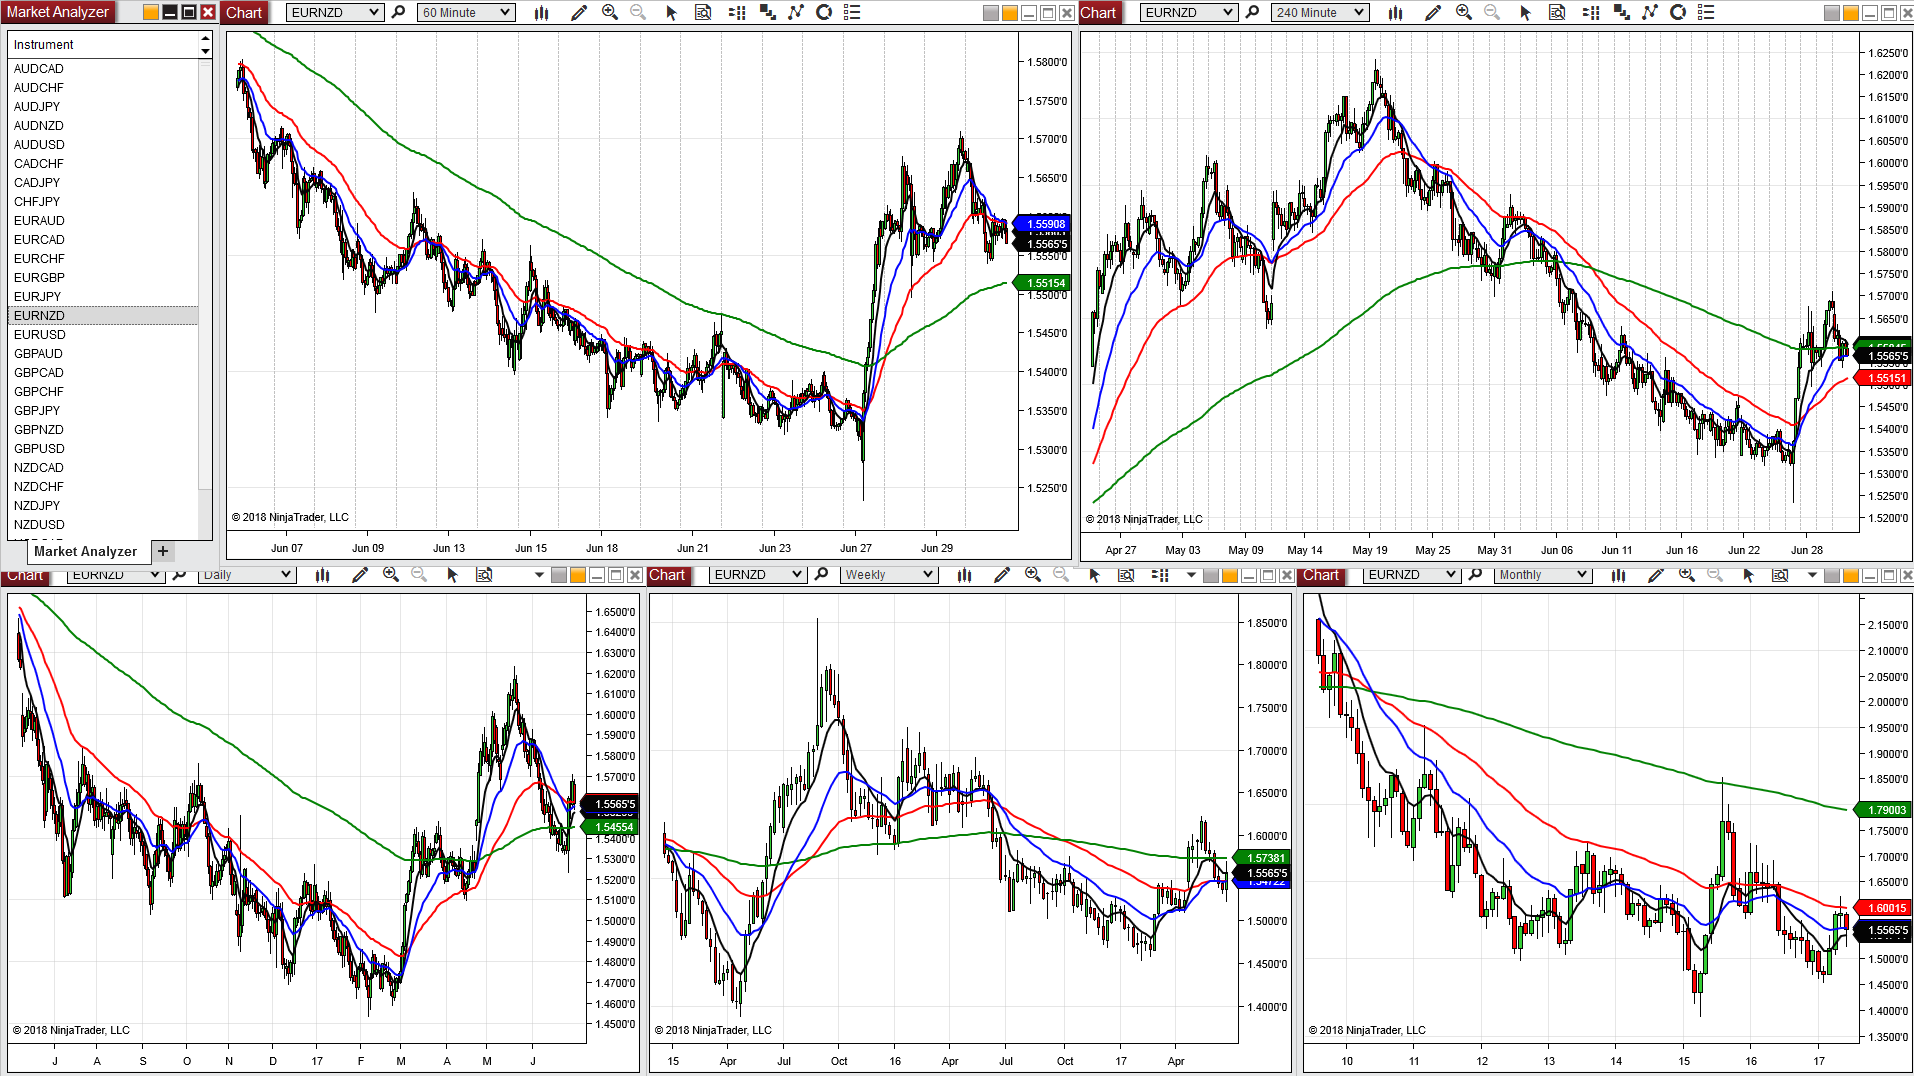 Market Analyzer
Instrument
AUDCAD
AUDCHF
AUDJPY
AUDNZD
AUDUSD
CADCHF
CADJPY
CHFJPY
EURAUD
EURCAD
EURCHF
EURGBP
EURJPY
EURNZD
EURUSD
GBPAUD
GBPCAD
GBPCHF
GBPJPY
GBPNZD
GBPUSD
NZDCAD
NZDCHF
NZDJPY
NZDUSD
Market Analyzer +
Chart EURNZD 60 Minute
1.5800'0
1.5750'0
1.5700'0
1.5650'0
1.55908
1.5565'5
1.5550'0
1.55154
1.5500'0
1.5450'0
1.5400'0
1.5350'0
1.5300'0
1.5250'0
© 2018 NinjaTrader, LLC
Jun 07 Jun 09 Jun 13 Jun 15 Jun 18 Jun 21 Jun 23 Jun 27 Jun 29
Chart EURNZD 240 Minute
1.6250'0
1.6200'0
1.6150'0
1.6100'0
1.6050'0
1.6000'0
1.5950'0
1.5900'0
1.5850'0
1.5800'0
1.5750'0
1.5700'0
1.5650'0
1.5565'5
1.55151
1.5450'0
1.5400'0
1.5350'0
1.5300'0
1.5250'0
1.5200'0
© 2018 NinjaTrader, LLC
Apr 27 May 03 May 09 May 14 May 19 May 25 May 31 Jun 06 Jun 11 Jun 16 Jun 22 Jun 28
Chart EURNZD Daily
1.6500'0
1.6400'0
1.6300'0
1.6200'0
1.6100'0
1.6000'0
1.5900'0
1.5800'0
1.5700'0
1.5565'5
1.54554
1.5400'0
1.5300'0
1.5200'0
1.5100'0
1.5000'0
1.4900'0
1.4800'0
1.4700'0
1.4600'0
1.4500'0
© 2018 NinjaTrader, LLC
J A S O N D 17 F M A M J
Chart EURNZD Weekly
1.8500'0
1.8000'0
1.7500'0
1.7000'0
1.6500'0
1.6000'0
1.57381
1.5565'5
1.54722
1.5000'0
1.4500'0
1.4000'0
© 2018 NinjaTrader, LLC
15 Apr Jul Oct 16 Apr Jul Oct 17 Apr
Chart EURNZD Monthly
2.1500'0
2.1000'0
2.0500'0
2.0000'0
1.9500'0
1.9000'0
1.8500'0
1.79003
1.7500'0
1.7000'0
1.6500'0
1.60015
1.5565'5
1.5000'0
1.4500'0
1.4000'0
1.3500'0
© 2018 NinjaTrader, LLC
10 11 12 13 14 15 16 17